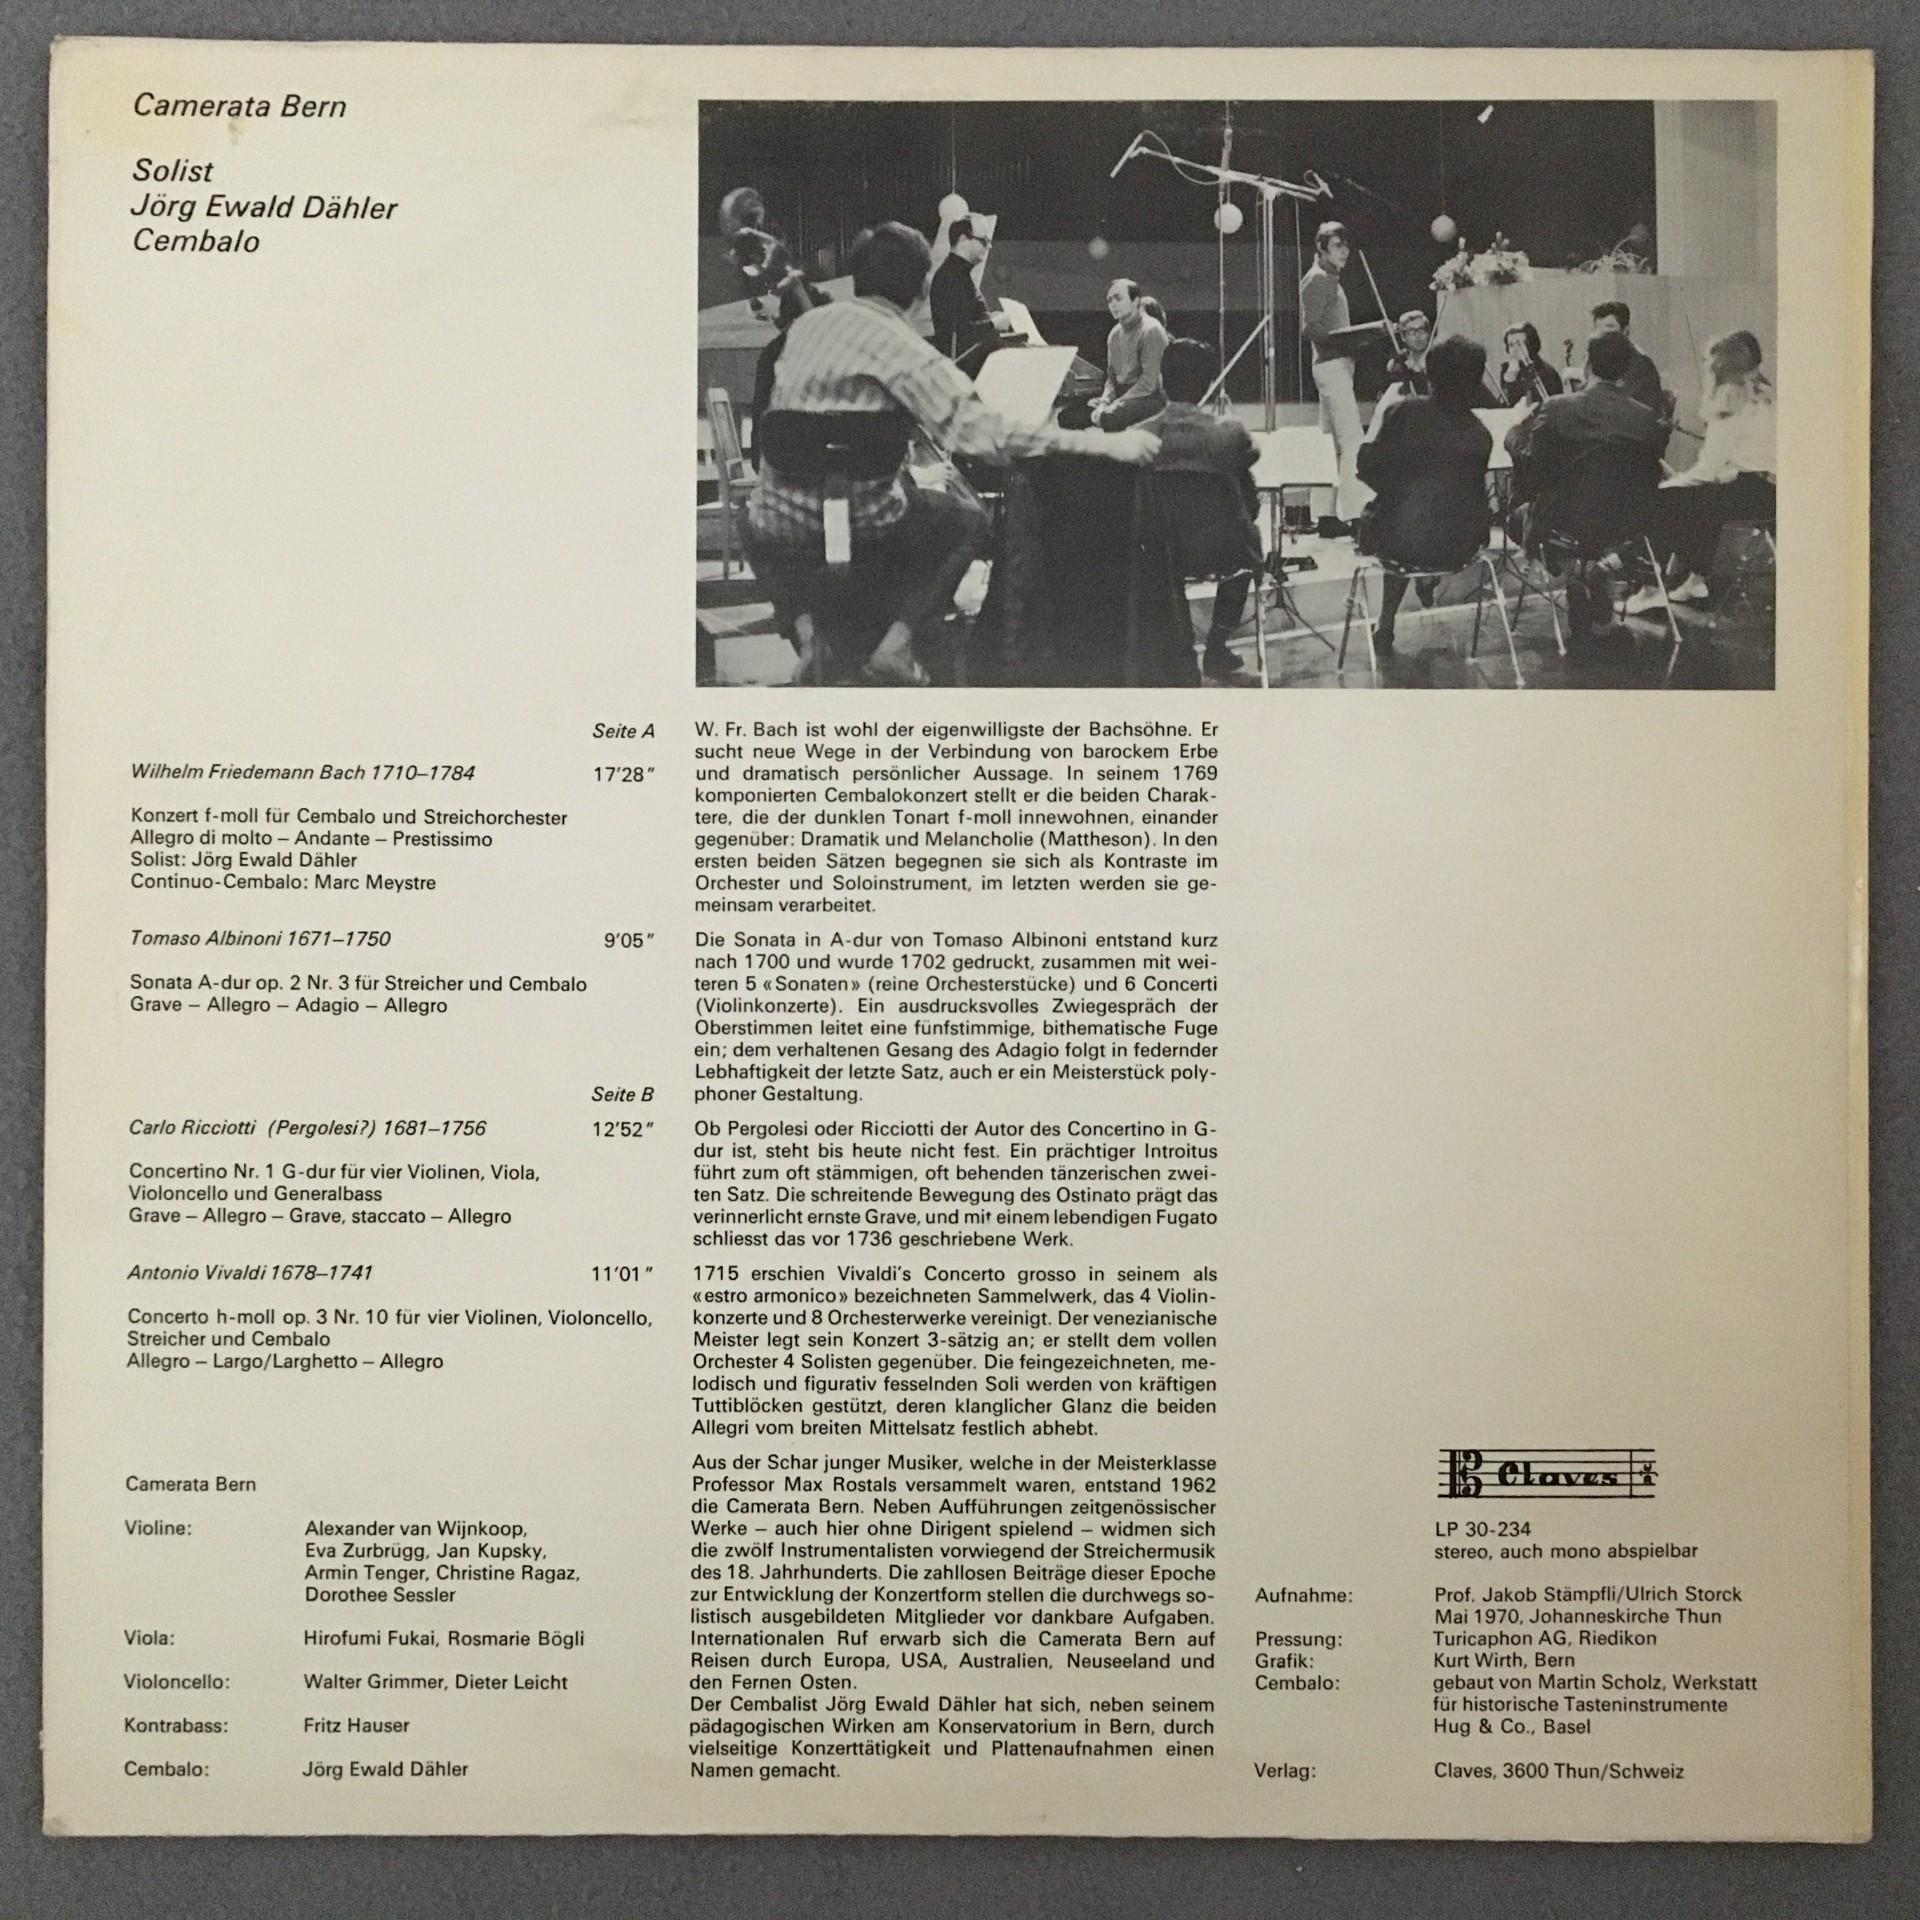 Camerata Bern
Solist
Jörg Ewald Dähler
Cembalo
Seite A
Wilhelm Friedemann Bach 1710–1784 17'28"
Konzert f-moll für Cembalo und Streichorchester
Allegro di molto – Andante – Prestissimo
Solist: Jörg Ewald Dähler
Continuo-Cembalo: Marc Meystre
Tomaso Albinoni 1671–1750 9'05"
Sonata A-dur op. 2 Nr. 3 für Streicher und Cembalo
Grave – Allegro – Adagio – Allegro
Seite B
Carlo Ricciotti (Pergolesi?) 1681–1756 12'52"
Concertino Nr. 1 G-dur für vier Violinen, Viola,
Violoncello und Generalbass
Grave – Allegro – Grave, staccato – Allegro
Antonio Vivaldi 1678–1741 11'01"
Concerto h-moll op. 3 Nr. 10 für vier Violinen, Violoncello,
Streicher und Cembalo
Allegro – Largo/Larghetto – Allegro
Camerata Bern
Violine: Alexander van Wijnkoop,
Eva Zurbrügg, Jan Kupsky,
Armin Tenger, Christine Ragaz,
Dorothee Sessler
Viola: Hirofumi Fukai, Rosmarie Bögli
Violoncello: Walter Grimmer, Dieter Leicht
Kontrabass: Fritz Hauser
Cembalo: Jörg Ewald Dähler
W. Fr. Bach ist wohl der eigenwilligste der Bachsöhne. Er
sucht neue Wege in der Verbindung von barockem Erbe
und dramatisch persönlicher Aussage. In seinem 1769
komponierten Cembalokonzert stellt er die beiden Charak-
tere, die der dunklen Tonart f-moll innewohnen, einander
gegenüber: Dramatik und Melancholie (Mattheson). In den
ersten beiden Sätzen begegnen sie sich als Kontraste im
Orchester und Soloinstrument, im letzten werden sie ge-
meinsam verarbeitet.
Die Sonata in A-dur von Tomaso Albinoni entstand kurz
nach 1700 und wurde 1702 gedruckt, zusammen mit wei-
teren 5 «Sonaten» (reine Orchesterstücke) und 6 Concerti
(Violinkonzerte). Ein ausdrucksvolles Zwiegespräch der
Oberstimmen leitet eine fünfstimmige, bithematische Fuge
ein; dem verhaltenen Gesang des Adagio folgt in federnder
Lebhaftigkeit der letzte Satz, auch er ein Meisterstück poly-
phoner Gestaltung.
Ob Pergolesi oder Ricciotti der Autor des Concertino in G-
dur ist, steht bis heute nicht fest. Ein prächtiger Introitus
führt zum oft stämmigen, oft behenden tänzerischen zwei-
ten Satz. Die schreitende Bewegung des Ostinato prägt das
verinnerlicht ernste Grave, und mit einem lebendigen Fugato
schliesst das vor 1736 geschriebene Werk.
1715 erschien Vivaldi's Concerto grosso in seinem als
«estro armonico» bezeichneten Sammelwerk, das 4 Violin-
konzerte und 8 Orchesterwerke vereinigt. Der venezianische
Meister legt sein Konzert 3-sätzig an; er stellt dem vollen
Orchester 4 Solisten gegenüber. Die feingezeichneten, me-
lodisch und figurativ fesselnden Soli werden von kräftigen
Tuttiblöcken gestützt, deren klanglicher Glanz die beiden
Allegri vom breiten Mittelsatz festlich abhebt.
Aus der Schar junger Musiker, welche in der Meisterklasse
Professor Max Rostals versammelt waren, entstand 1962
die Camerata Bern. Neben Aufführungen zeitgenössischer
Werke – auch hier ohne Dirigent spielend – widmen sich
die zwölf Instrumentalisten vorwiegend der Streichermusik
des 18. Jahrhunderts. Die zahllosen Beiträge dieser Epoche
zur Entwicklung der Konzertform stellen die durchwegs so-
listisch ausgebildeten Mitglieder vor dankbare Aufgaben.
Internationalen Ruf erwarb sich die Camerata Bern auf
Reisen durch Europa, USA, Australien, Neuseeland und
den Fernen Osten.
Der Cembalist Jörg Ewald Dähler hat sich, neben seinem
pädagogischen Wirken am Konservatorium in Bern, durch
vielseitige Konzerttätigkeit und Plattenaufnahmen einen
Namen gemacht.
Claves
LP 30-234
stereo, auch mono abspielbar
Aufnahme: Prof. Jakob Stämpfli/Ulrich Storck
Mai 1970, Johanneskirche Thun
Pressung: Turicaphon AG, Riedikon
Grafik: Kurt Wirth, Bern
Cembalo: gebaut von Martin Scholz, Werkstatt
für historische Tasteninstrumente
Hug & Co., Basel
Verlag: Claves, 3600 Thun/Schweiz